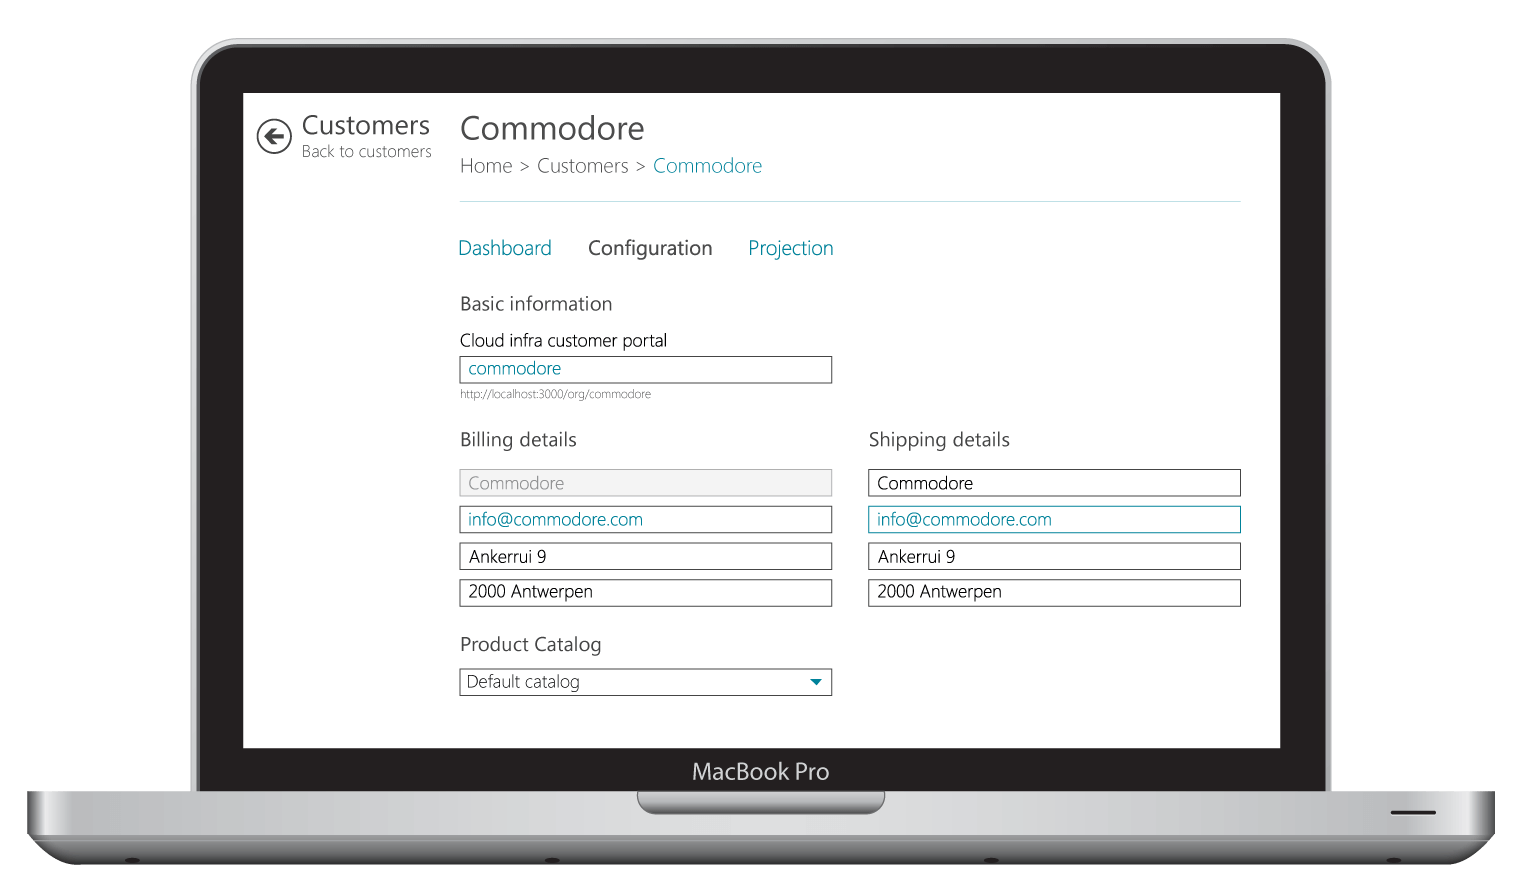 Customers
Back to customers
Commodore
Home > Customers > Commodore
Dashboard Configuration Projection
Basic information
Cloud infra customer portal
commodore
http://localhost:3000/org/commodore
Billing details
Commodore
info@commodore.com
Ankerrui 9
2000 Antwerpen
Shipping details
Commodore
info@commodore.com
Ankerrui 9
2000 Antwerpen
Product Catalog
Default catalog
MacBook Pro